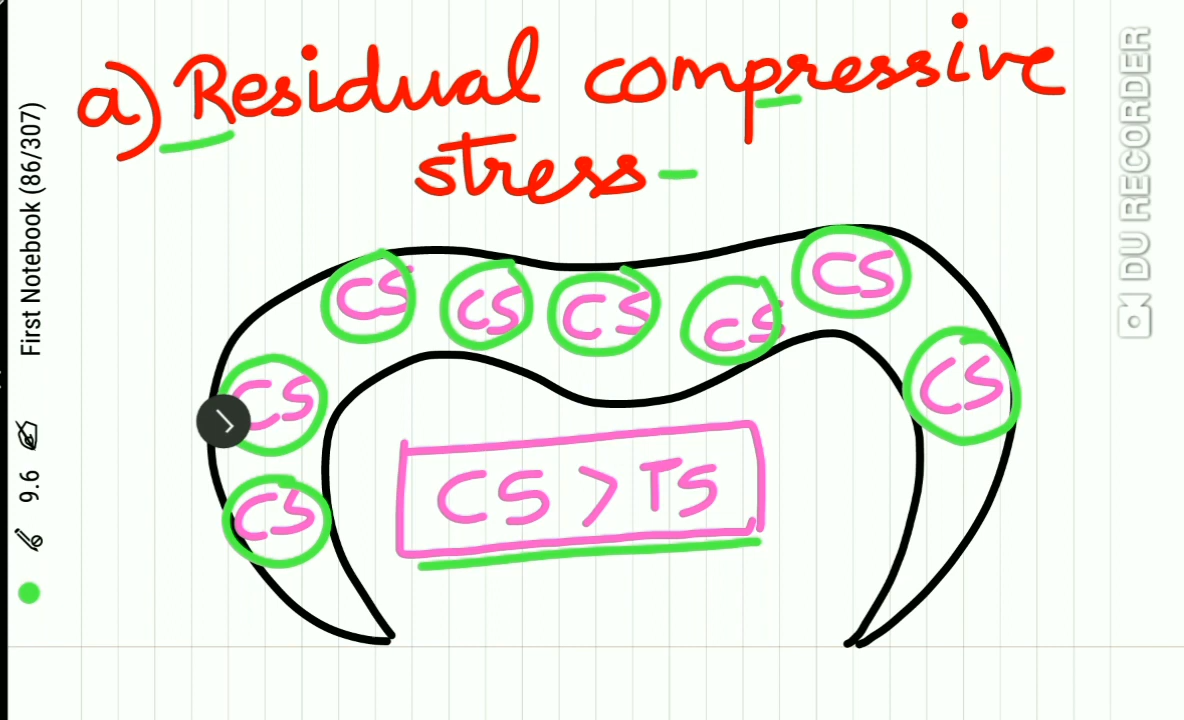 a) Residual compressive
stress-
CS CS CS CS CS
CS CS
CS
CS > TS
First Notebook (86/307)
9.6
DU RECORDER